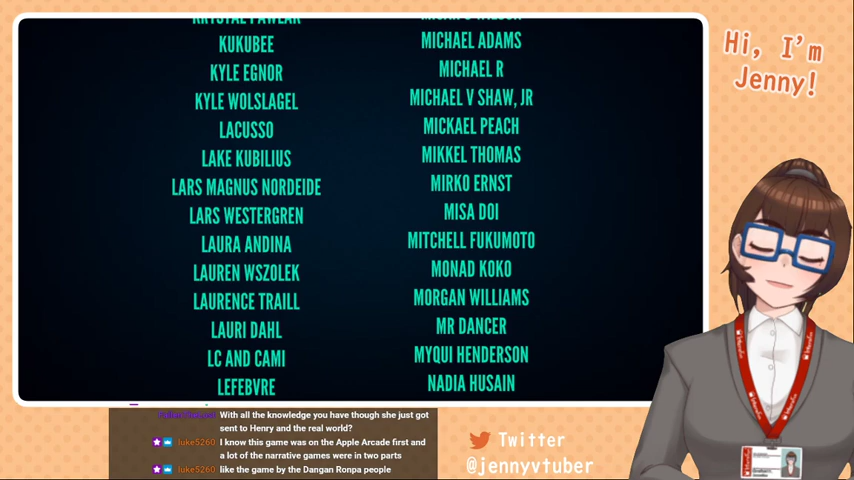 KUKUBEE
KYLE EGNOR
KYLE WOLSLAGEL
LACUSSO
LAKE KUBILIUS
LARS MAGNUS NORDEIDE
LARS WESTERGREN
LAURA ANDINA
LAUREN WSZOLEK
LAURENCE TRAILL
LAURI DAHL
LC AND CAMI
LEFEBVRE
MICHAEL ADAMS
MICHAEL R
MICHAEL V SHAW, JR
MICKAEL PEACH
MIKKEL THOMAS
MIRKO ERNST
MISA DOI
MITCHELL FUKUMOTO
MONAD KOKO
MORGAN WILLIAMS
MR DANCER
MYQUI HENDERSON
NADIA HUSAIN
Hi, I'm
Jenny!
With all the knowledge you have though she just got
sent to Henry and the real world?
luke5260 I know this game was on the Apple Arcade first and
a lot of the narrative games were in two parts
luke5260 like the game by the Dangan Ronpa people
Twitter
@jennyvtuber